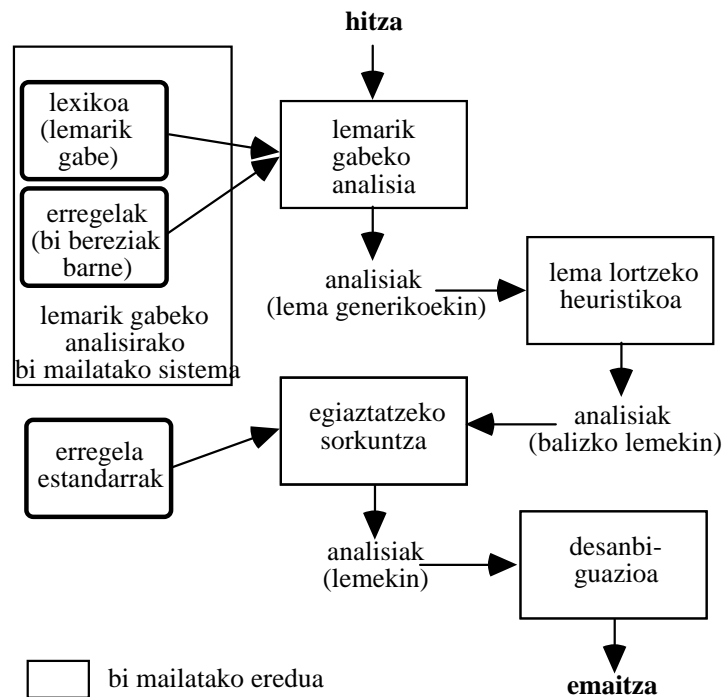 hitza
lexikoa
(lemarik
gabe)
lemarik
gabeko
analisia
erregelak
(bi bereziak
barne)
lemarik gabeko
analisirako
bi mailatako sistema
analisiak
(lema generikoekin)
lema lortzeko
heuristikoa
egiaztatzeko
sorkuntza
analisiak
(balizko lemekin)
erregela
estandarrak
analisiak
(lemekin)
desanbi-
guazioa
bi mailatako eredua
emaitza